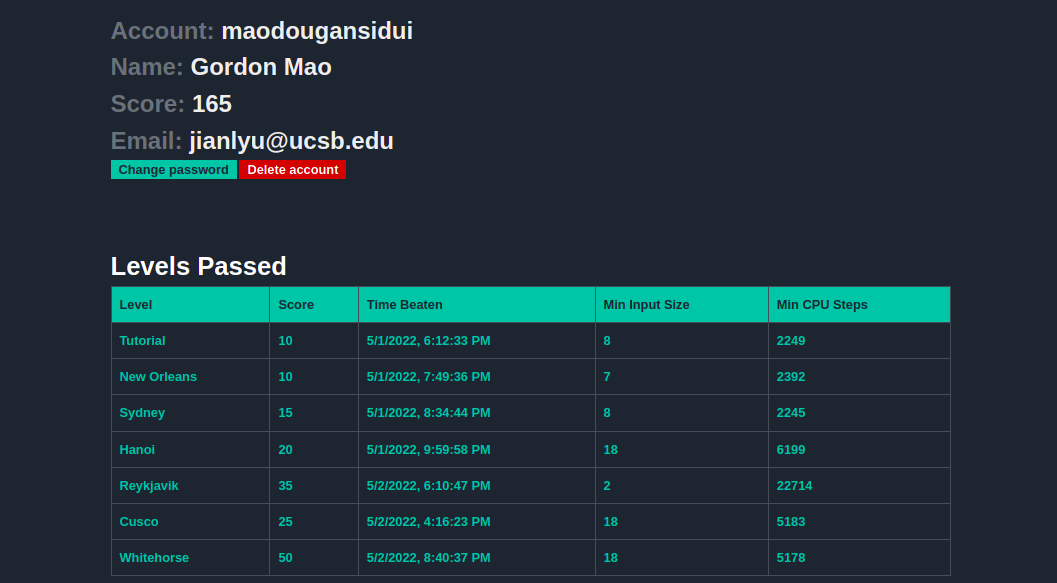 Account: maodougansidui
Name: Gordon Mao
Score: 165
Email: jianlyu@ucsb.edu
Change password Delete account
Levels Passed
Level Score Time Beaten Min Input Size Min CPU Steps
Tutorial 10 5/1/2022, 6:12:33 PM 8 2249
New Orleans 10 5/1/2022, 7:49:36 PM 7 2392
Sydney 15 5/1/2022, 8:34:44 PM 8 2245
Hanoi 20 5/1/2022, 9:59:58 PM 18 6199
Reykjavik 35 5/2/2022, 6:10:47 PM 2 22714
Cusco 25 5/2/2022, 4:16:23 PM 18 5183
Whitehorse 50 5/2/2022, 8:40:37 PM 18 5178